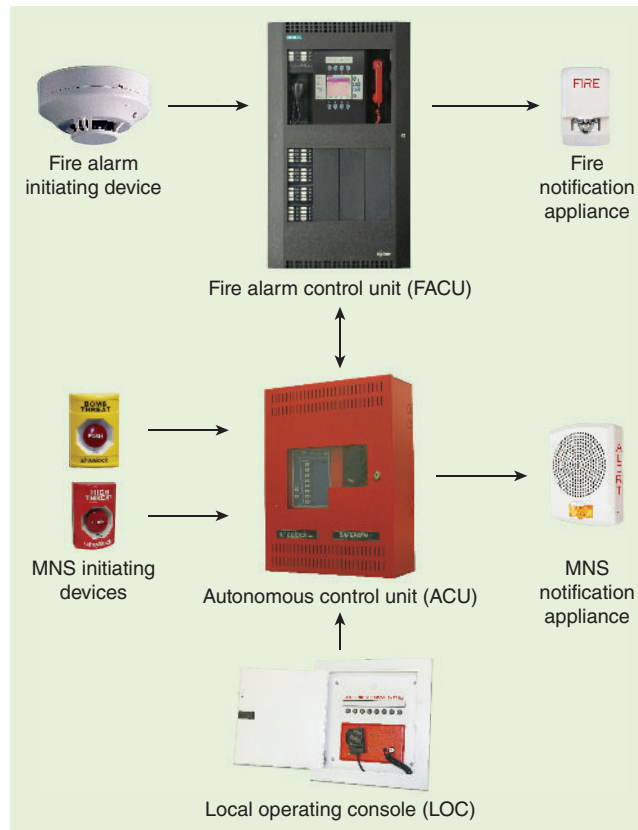 FIRE
Fire alarm
initiating device
Fire
notification
appliance
Fire alarm control unit (FACU)
BOMB
THREAT
PUSH
HIGH
THREAT
ALERT
MNS initiating
devices
Autonomous control unit (ACU)
MNS
notification
appliance
Local operating console (LOC)